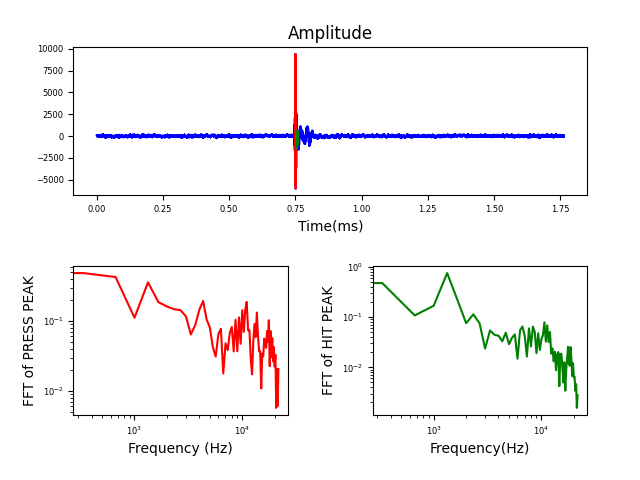 Amplitude
10000
7500
5000
2500
0
−2500
−5000
0.00 0.25 0.50 0.75 1.00 1.25 1.50 1.75
Time(ms)
FFT of PRESS PEAK
10⁻¹
10⁻²
10³ 10⁴
Frequency (Hz)
FFT of HIT PEAK
10⁰
10⁻¹
10⁻²
10³ 10⁴
Frequency(Hz)